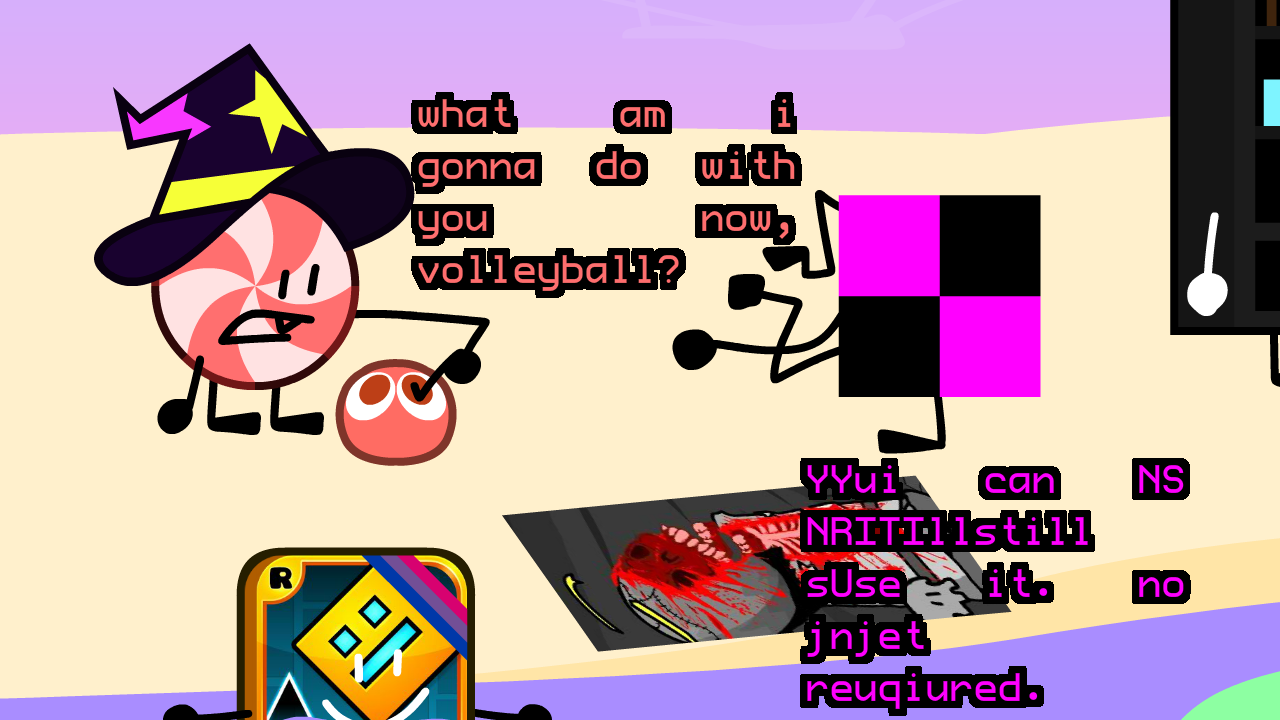 what am i
gonna do with
you now,
volleyball?
YYui can NS
NRITIllstill
sUse it. no
jnjet
reuqiured.
R